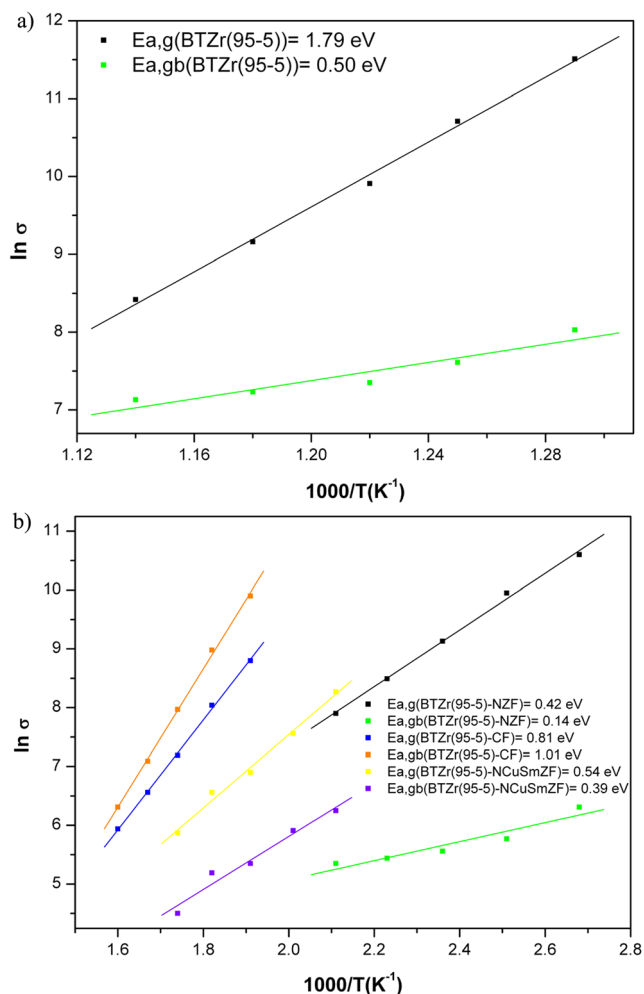 a)
12
Ea,g(BTZr(95-5))= 1.79 eV
Ea,gb(BTZr(95-5))= 0.50 eV
11
10
9
8
7
ln σ
1.12
1.16
1.20
1.24
1.28
1000/T(K⁻¹)
b)
11
10
9
8
7
6
5
ln σ
Ea,g(BTZr(95-5)-NZF)= 0.42 eV
Ea,gb(BTZr(95-5)-NZF)= 0.14 eV
Ea,g(BTZr(95-5)-CF)= 0.81 eV
Ea,gb(BTZr(95-5)-CF)= 1.01 eV
Ea,g(BTZr(95-5)-NCuSmZF)= 0.54 eV
Ea,gb(BTZr(95-5)-NCuSmZF)= 0.39 eV
1.6
1.8
2.0
2.2
2.4
2.6
2.8
1000/T(K⁻¹)